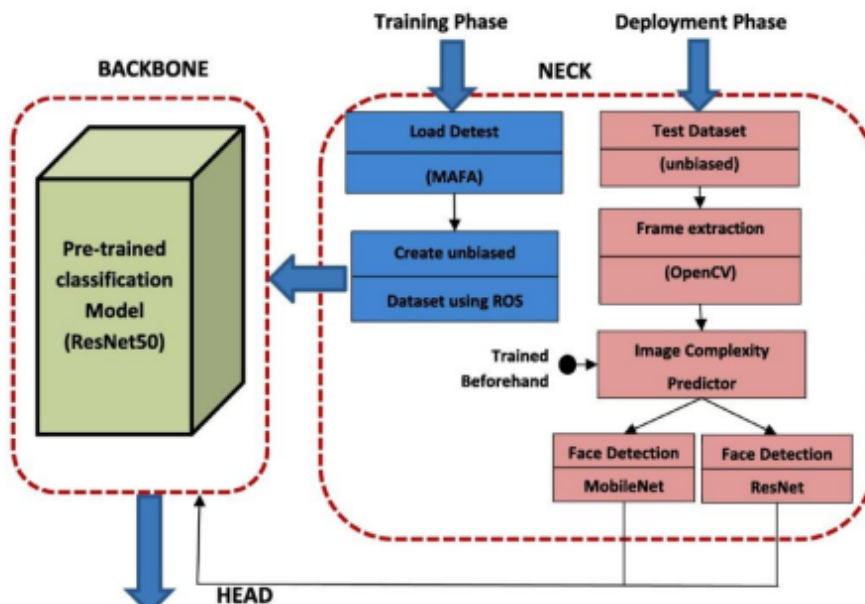 Training Phase
Deployment Phase
BACKBONE
NECK
Load Detest
(MAFA)
Create unbiased
Dataset using ROS
Test Dataset
(unbiased)
Frame extraction
(OpenCV)
Pre-trained
classification
Model
(ResNet50)
Trained
Beforehand
Image Complexity
Predictor
Face Detection
MobileNet
Face Detection
ResNet
HEAD